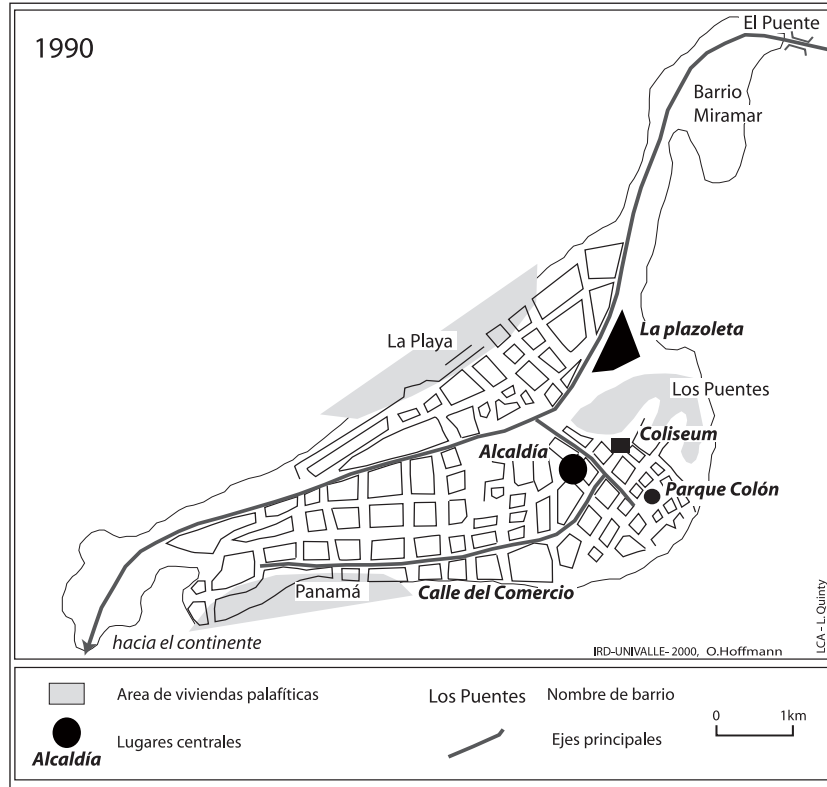 1990
El Puente
Barrio
Miramar
La plazoleta
La Playa
Los Puentes
Coliseum
Alcaldía
Parque Colón
Panamá
Calle del Comercio
hacia el continente
IRD-UNIVALLE- 2000, O.Hoffmann
LCA - L. Quinty
Area de viviendas palafíticas
Los Puentes
Nombre de barrio
0
1km
Alcaldía
Lugares centrales
Ejes principales